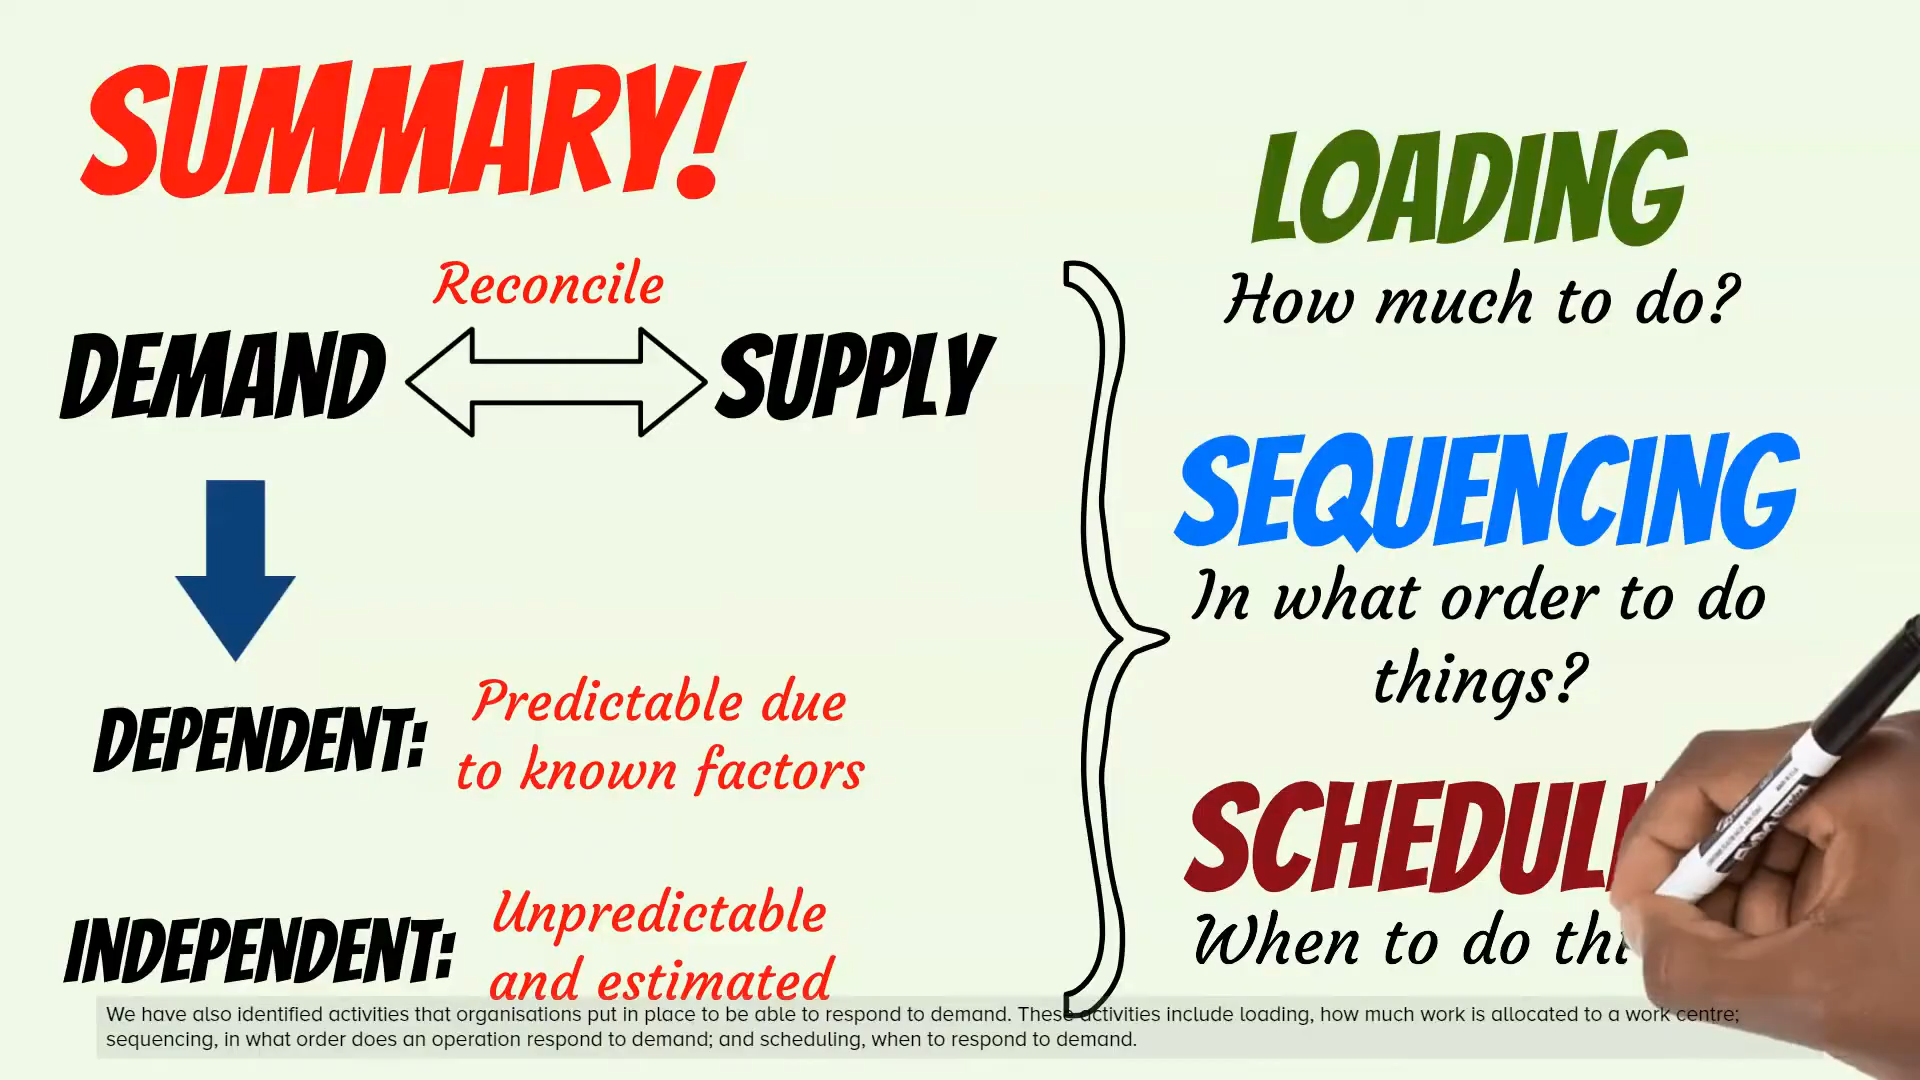 SUMMARY!
Reconcile
DEMAND
SUPPLY
DEPENDENT:
Predictable due
to known factors
INDEPENDENT:
Unpredictable
and estimated
LOADING
How much to do?
SEQUENCING
In what order to do
things?
SCHEDULI
When to do thi
We have also identified activities that organisations put in place to be able to respond to demand. These activities include loading, how much work is allocated to a work centre;
sequencing, in what order does an operation respond to demand; and scheduling, when to respond to demand.